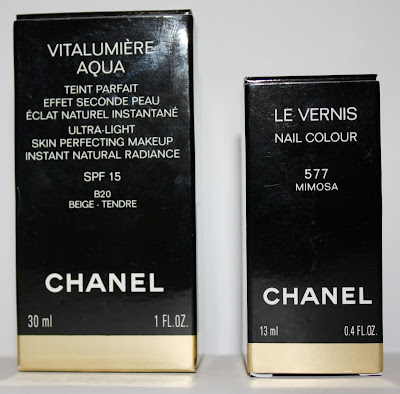 VITALUMIÈRE
AQUA
TEINT PARFAIT
EFFET SECONDE PEAU
ÉCLAT NATUREL INSTANTANÉ
ULTRA-LIGHT
SKIN PERFECTING MAKEUP
INSTANT NATURAL RADIANCE
SPF 15
B20
BEIGE - TENDRE
CHANEL
30 ml 1 FL.OZ.
LE VERNIS
NAIL COLOUR
577
MIMOSA
CHANEL
13 ml 0.4 FL.OZ.